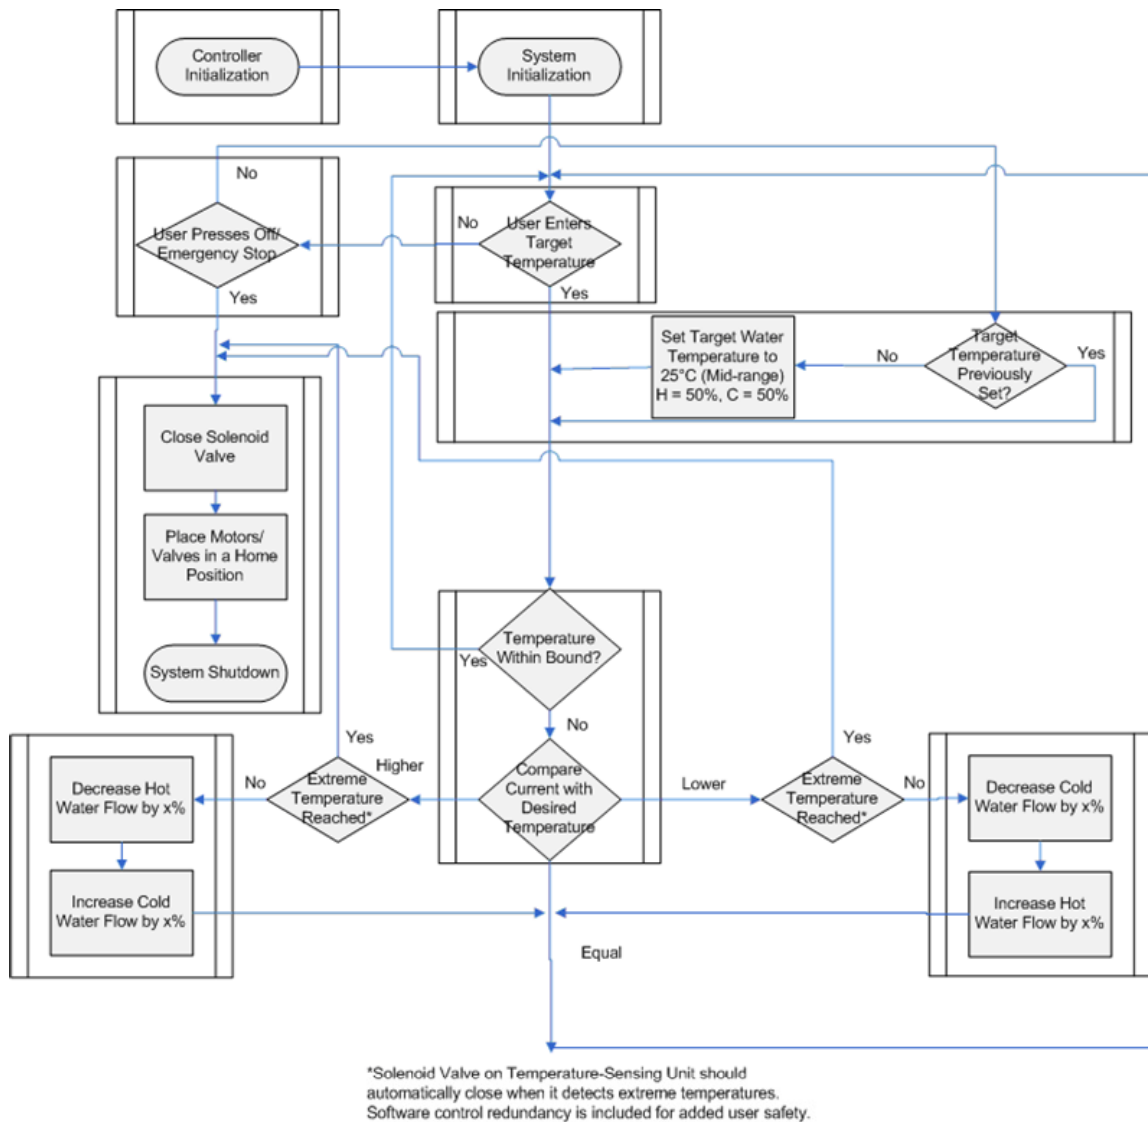 Controller
Initialization
System
Initialization
No
User Presses Off/
Emergency Stop
Yes
No
User Enters
Target
Temperature
Yes
Set Target Water
Temperature to
25°C (Mid-range)
H = 50%, C = 50%
No
Target
Temperature
Previously
Set?
Yes
Close Solenoid
Valve
Place Motors/
Valves in a Home
Position
System Shutdown
Temperature
Within Bound?
Yes
No
Compare
Current with
Desired
Temperature
Higher
Lower
Yes
Extreme
Temperature
Reached*
No
Decrease Hot
Water Flow by x%
Increase Cold
Water Flow by x%
Yes
Extreme
Temperature
Reached*
No
Decrease Cold
Water Flow by x%
Increase Hot
Water Flow by x%
Equal
*Solenoid Valve on Temperature-Sensing Unit should
automatically close when it detects extreme temperatures.
Software control redundancy is included for added user safety.